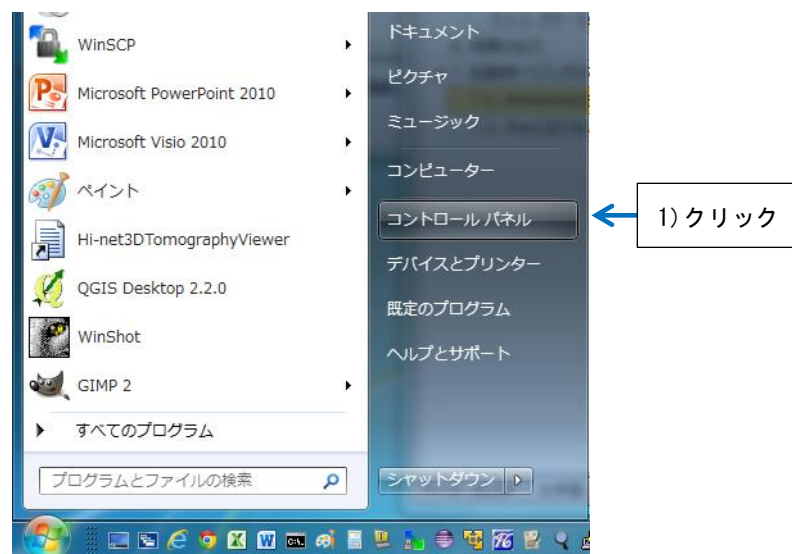 WinSCP
Microsoft PowerPoint 2010
Microsoft Visio 2010
ペイント
Hi-net3DTomographyViewer
QGIS Desktop 2.2.0
WinShot
GIMP 2
すべてのプログラム
プログラムとファイルの検索
ドキュメント
ピクチャ
ミュージック
コンピューター
コントロール パネル
デバイスとプリンター
既定のプログラム
ヘルプとサポート
シャットダウン
1)クリック